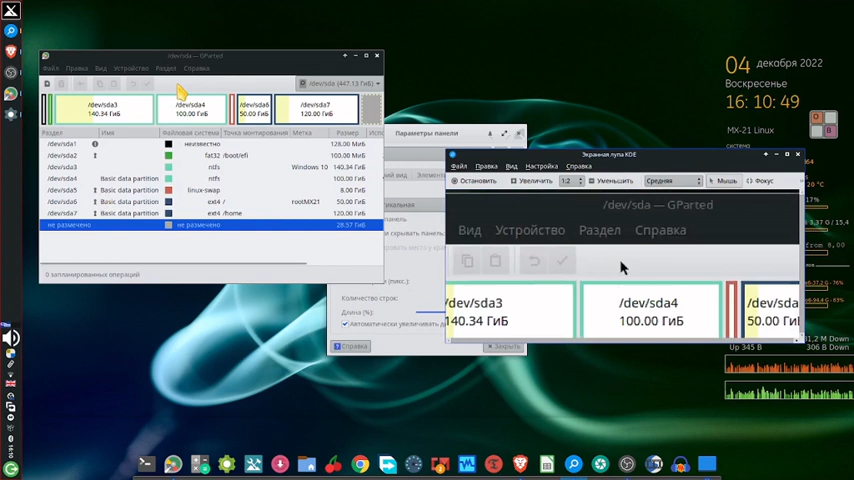 /dev/sda — GParted
Файл Правка Вид Устройство Раздел Справка
/dev/sda (447.13 ГиБ)
/dev/sda3
140.34 ГиБ
/dev/sda4
100.00 ГиБ
/dev/sda6
50.00 ГиБ
/dev/sda7
120.00 ГиБ
Раздел Имя Файловая система Точка монтирования Метка Размер Испо
/dev/sda1 неизвестно 128.00 МиБ
/dev/sda2 fat32 /boot/efi 100.00 МиБ
/dev/sda3 ntfs Windows 10 140.34 ГиБ
/dev/sda4 Basic data partition ntfs 100.00 ГиБ
/dev/sda5 Basic data partition linux-swap 8.00 ГиБ
/dev/sda6 Basic data partition ext4 / rootMX21 50.00 ГиБ
/dev/sda7 Basic data partition ext4 /home 120.00 ГиБ
не размечено не размечено 28.57 ГиБ
0 запланированных операций
Параметры панели
Количество строк:
Длина (%):
Автоматически увеличивать д
Справка
Закрыть
Экранная лупа KDE
Файл Правка Вид Настройка Справка
Остановить Увеличить 1:2 Уменьшить Средняя Мышь Фокус
/dev/sda — GParted
Вид Устройство Раздел Справка
/dev/sda3
140.34 ГиБ
/dev/sda4
100.00 ГиБ
/dev/sda
50.00 ГиБ
04 декабря 2022
Воскресенье
16: 10: 49
MX-21 Linux
система
Up 345 B
306 B Down